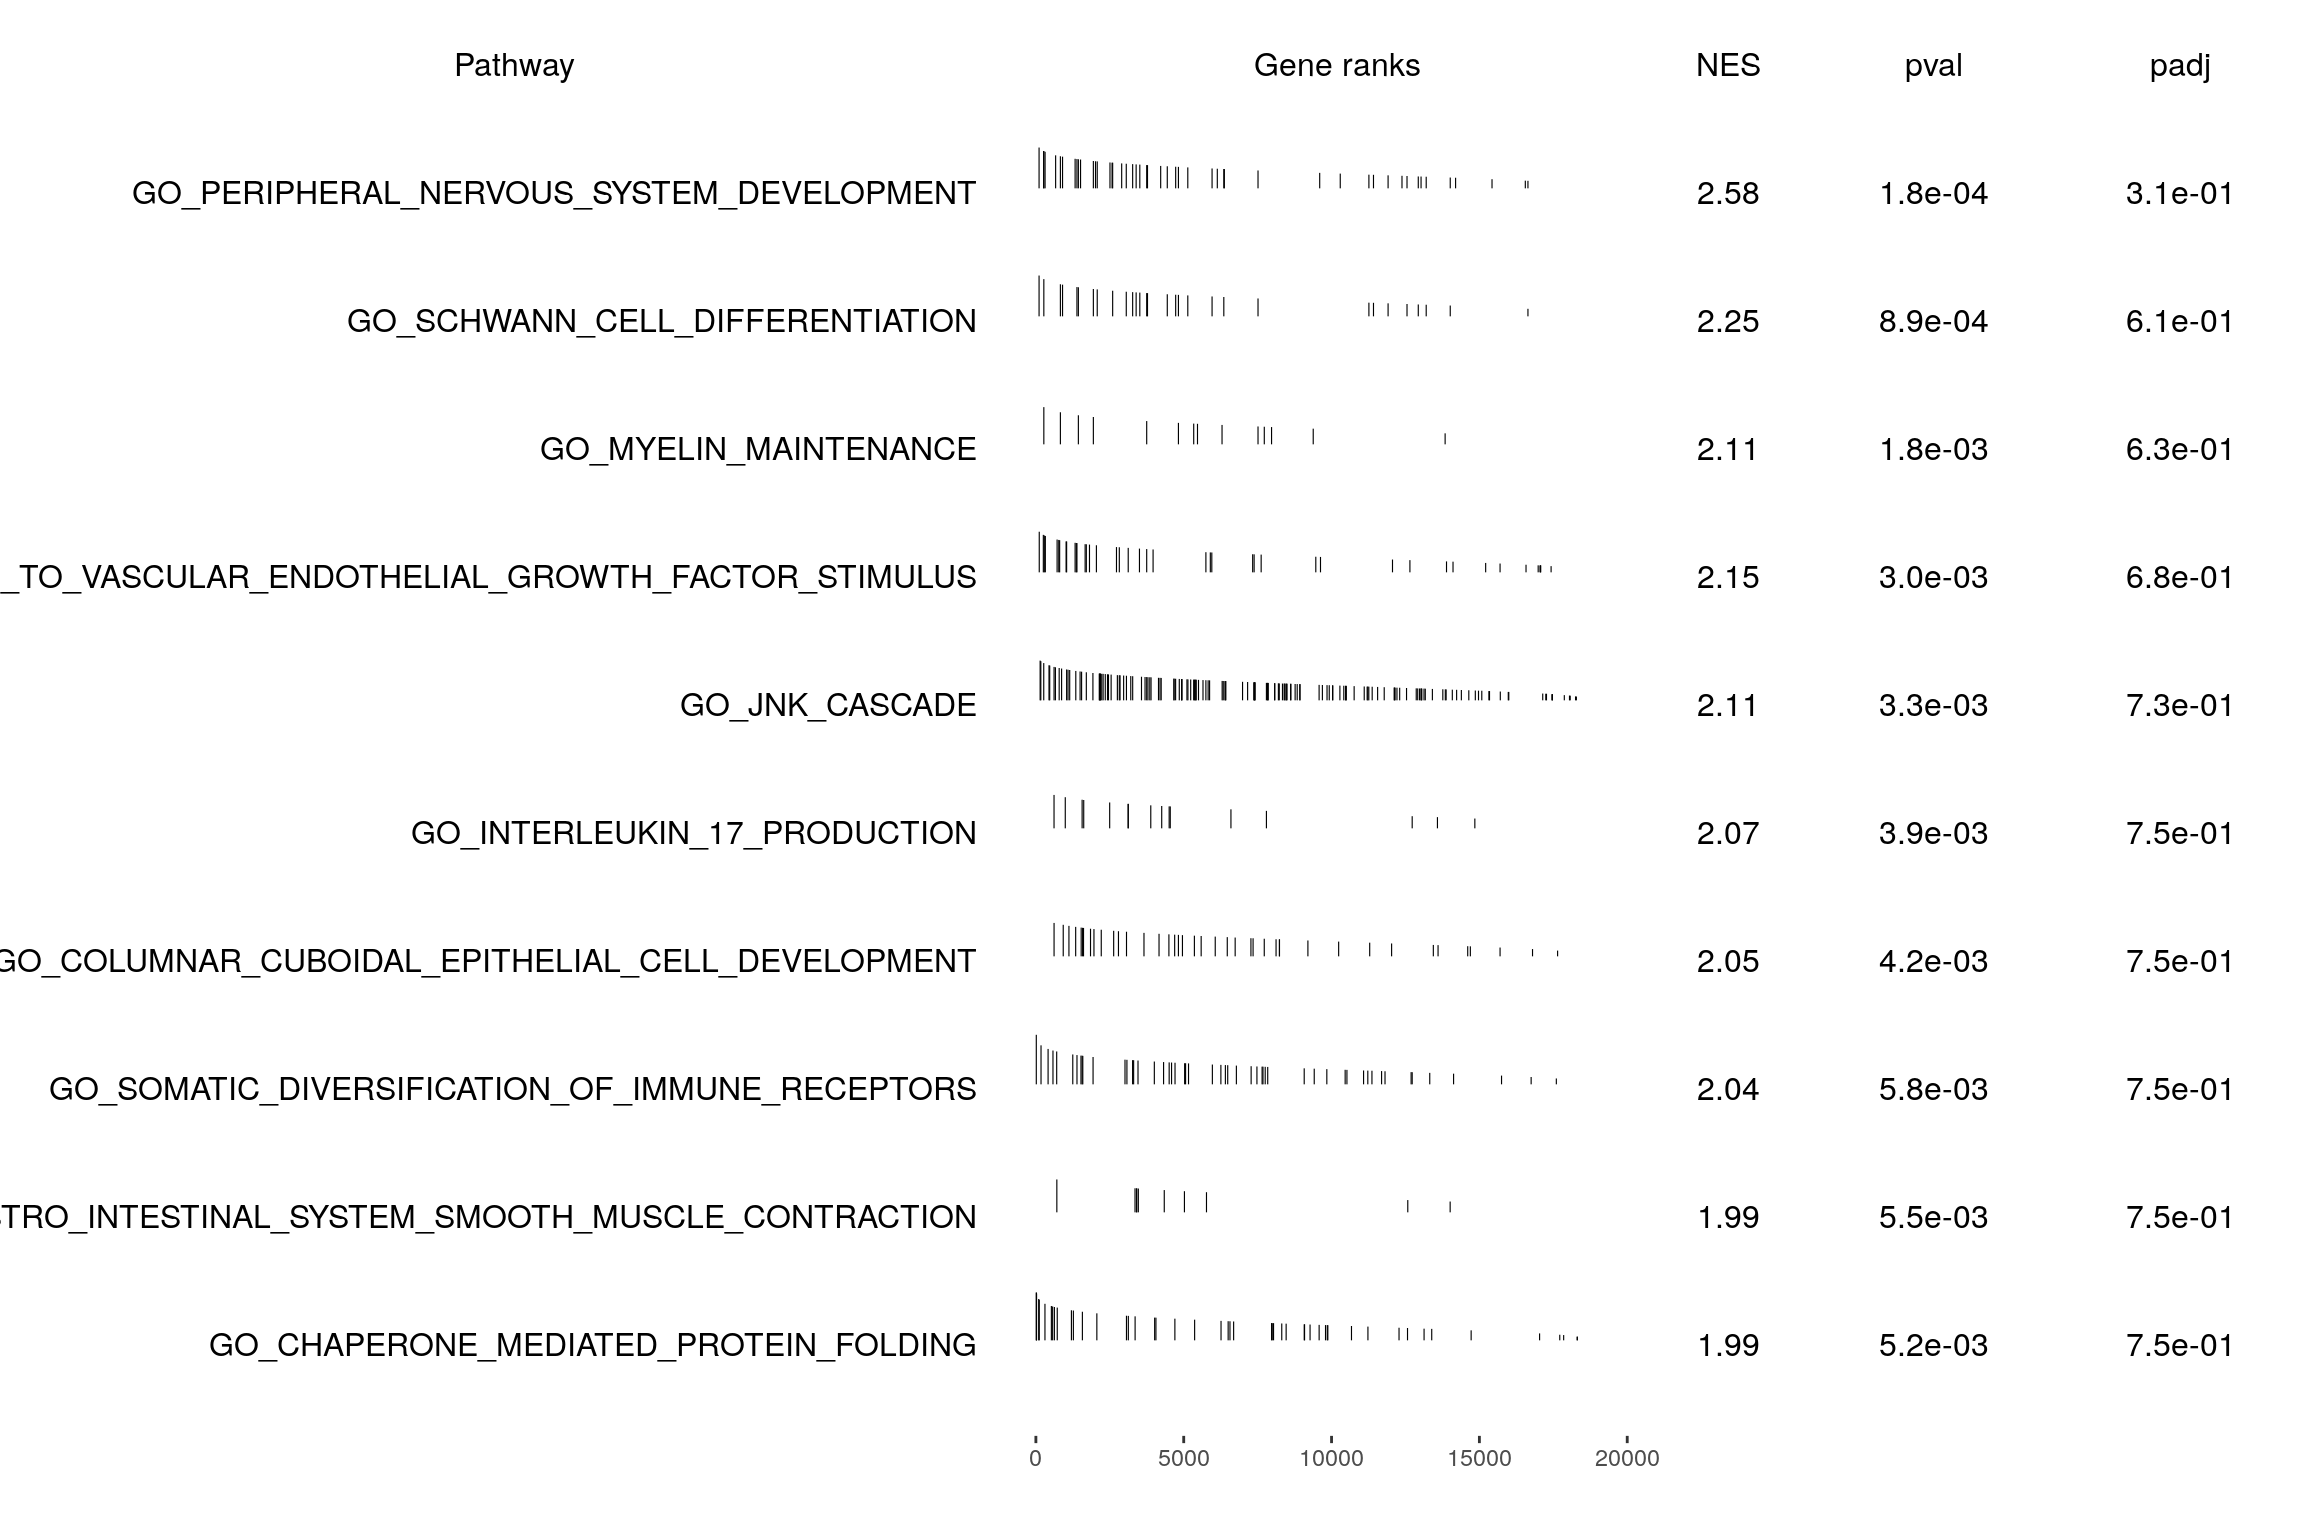 Pathway Gene ranks NES pval padj
GO_PERIPHERAL_NERVOUS_SYSTEM_DEVELOPMENT 2.58 1.8e-04 3.1e-01
GO_SCHWANN_CELL_DIFFERENTIATION 2.25 8.9e-04 6.1e-01
GO_MYELIN_MAINTENANCE 2.11 1.8e-03 6.3e-01
_TO_VASCULAR_ENDOTHELIAL_GROWTH_FACTOR_STIMULUS 2.15 3.0e-03 6.8e-01
GO_JNK_CASCADE 2.11 3.3e-03 7.3e-01
GO_INTERLEUKIN_17_PRODUCTION 2.07 3.9e-03 7.5e-01
GO_COLUMNAR_CUBOIDAL_EPITHELIAL_CELL_DEVELOPMENT 2.05 4.2e-03 7.5e-01
GO_SOMATIC_DIVERSIFICATION_OF_IMMUNE_RECEPTORS 2.04 5.8e-03 7.5e-01
TRO_INTESTINAL_SYSTEM_SMOOTH_MUSCLE_CONTRACTION 1.99 5.5e-03 7.5e-01
GO_CHAPERONE_MEDIATED_PROTEIN_FOLDING 1.99 5.2e-03 7.5e-01
0 5000 10000 15000 20000